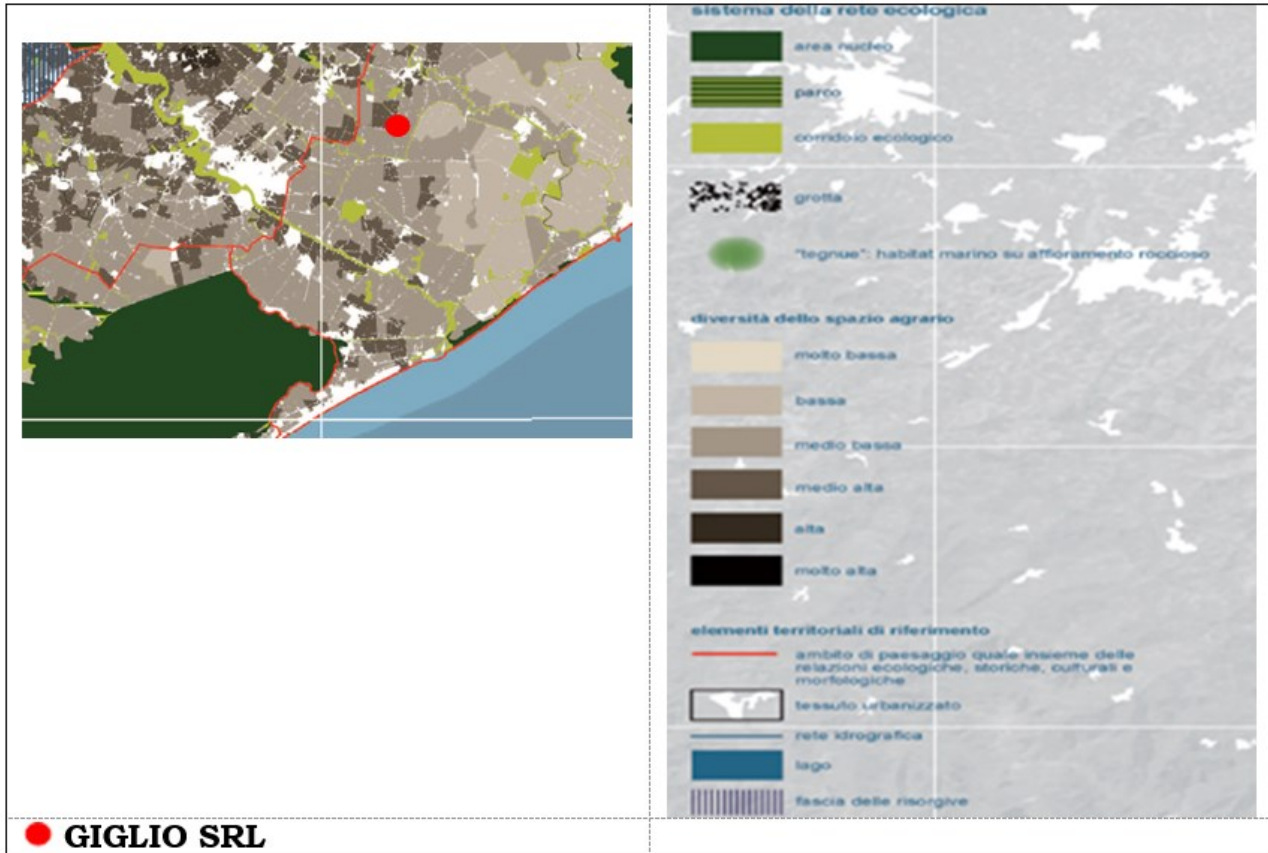 sistema della rete ecologica
area nucleo
parco
corridoio ecologico
grotta
"tegnue": habitat marino su affioramento roccioso
diversità dello spazio agrario
molto bassa
bassa
medio bassa
medio alta
alta
molto alta
elementi territoriali di riferimento
ambito di paesaggio quale insieme delle
relazioni ecologiche, storiche, culturali e
morfologiche
tessuto urbanizzato
rete idrografica
lago
fascia delle risorgive
GIGLIO SRL